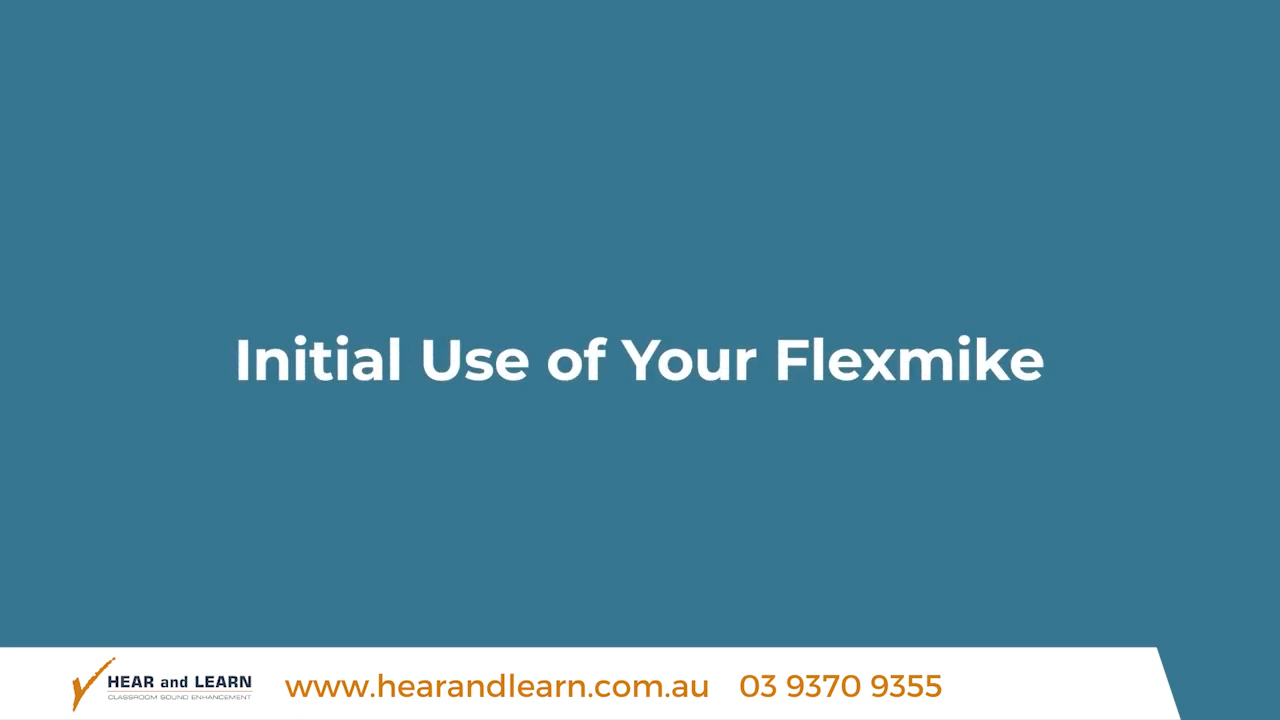 Initial Use of Your Flexmike
HEAR and LEARN
CLASSROOM SOUND ENHANCEMENT
www.hearandlearn.com.au 03 9370 9355